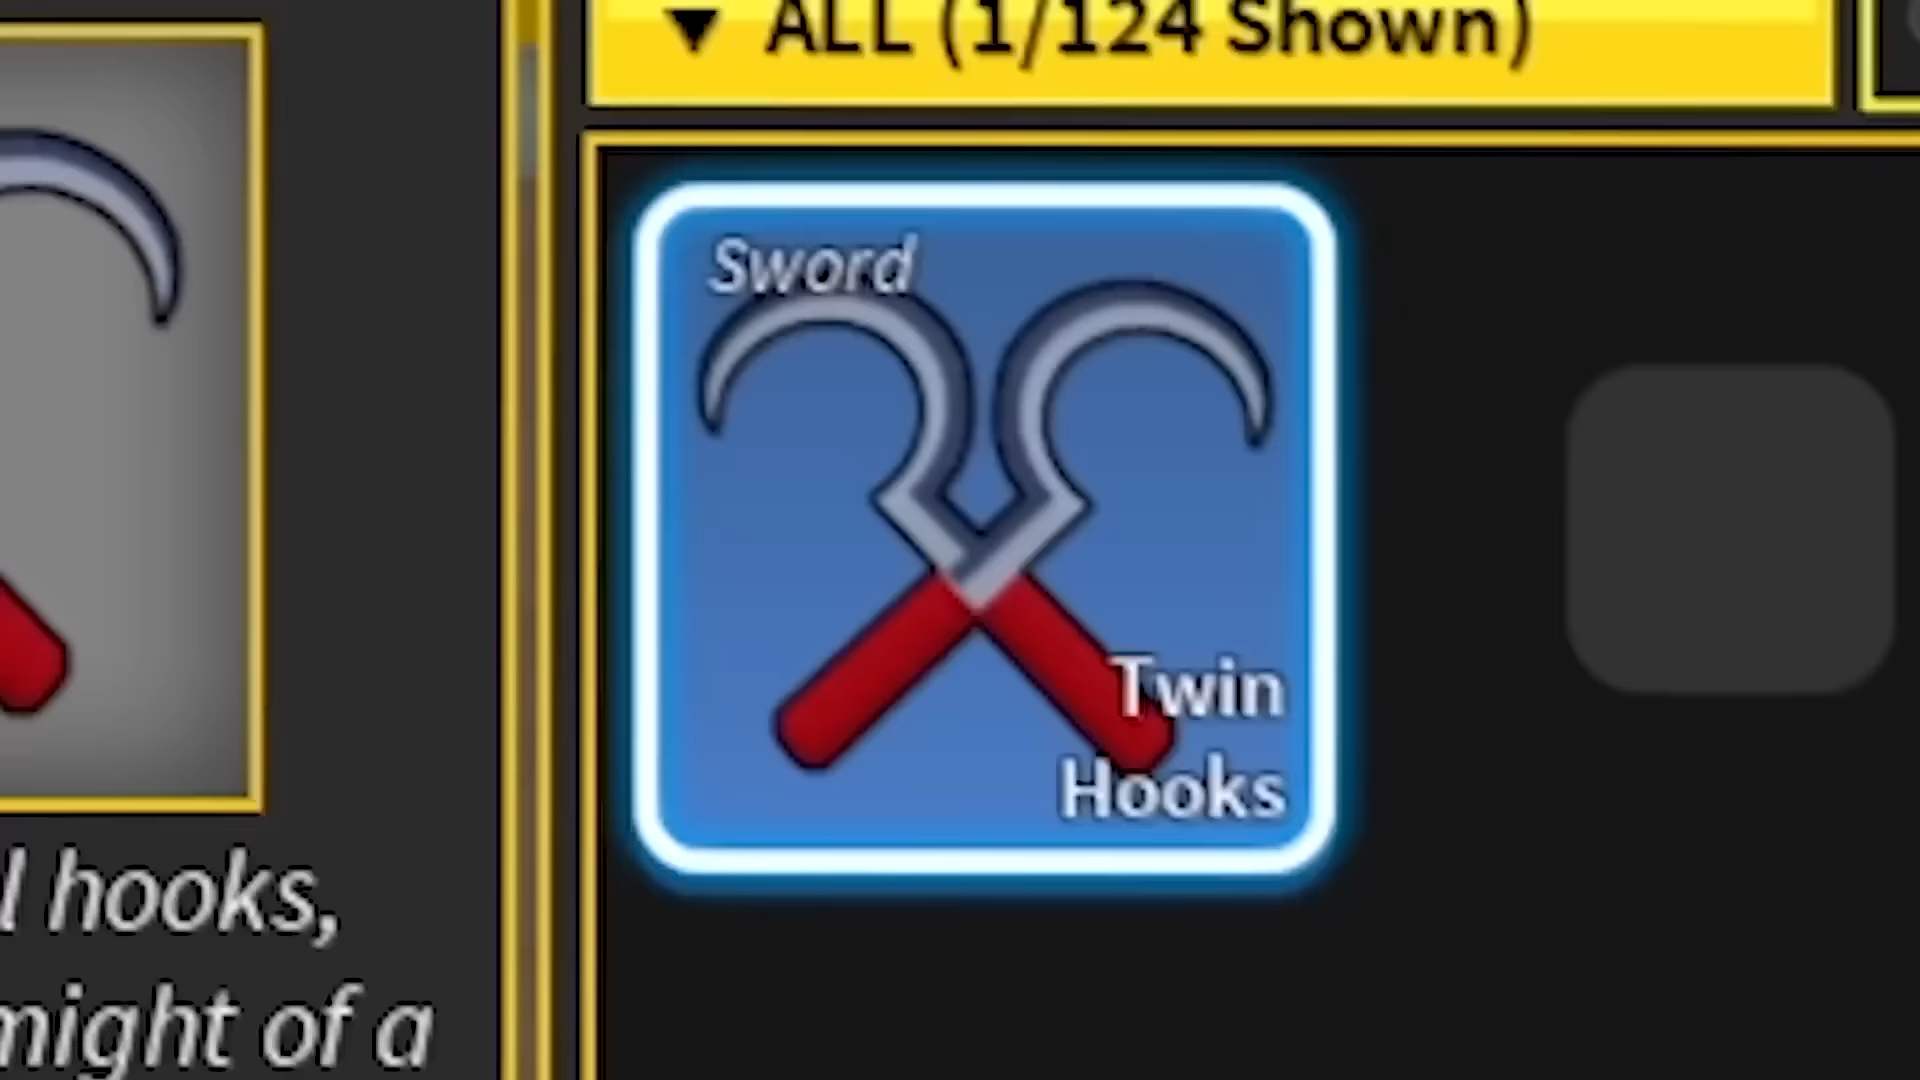 ▼ ALL (1/124 Shown)
Sword
Twin
Hooks
hooks,
might of a